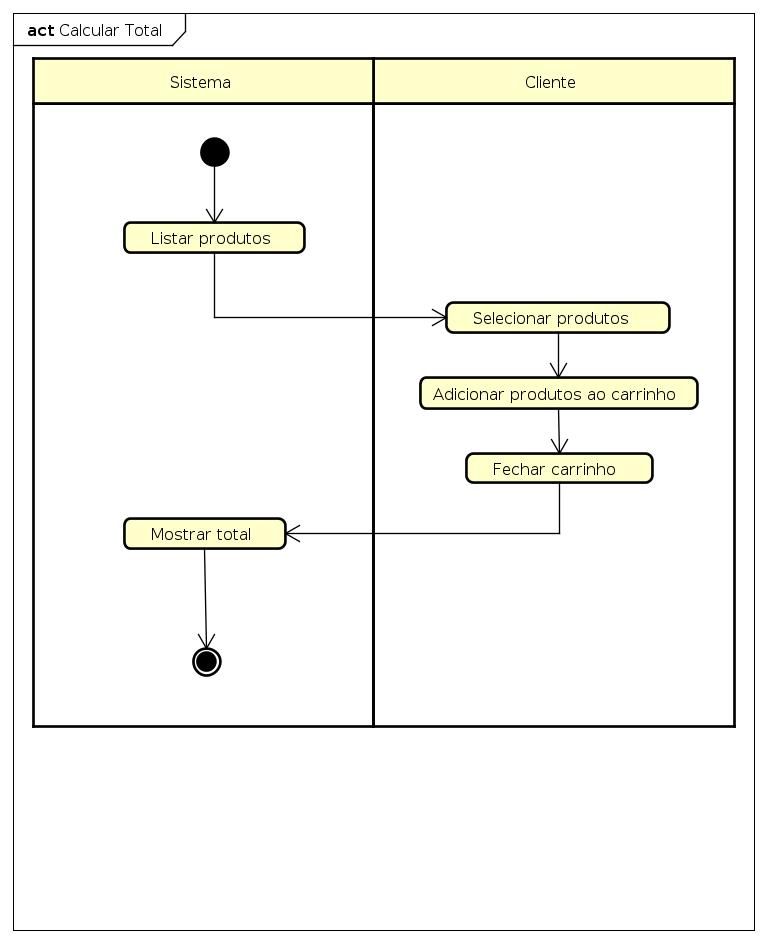 act Calcular Total
Sistema
Cliente
Listar produtos
Selecionar produtos
Adicionar produtos ao carrinho
Fechar carrinho
Mostrar total